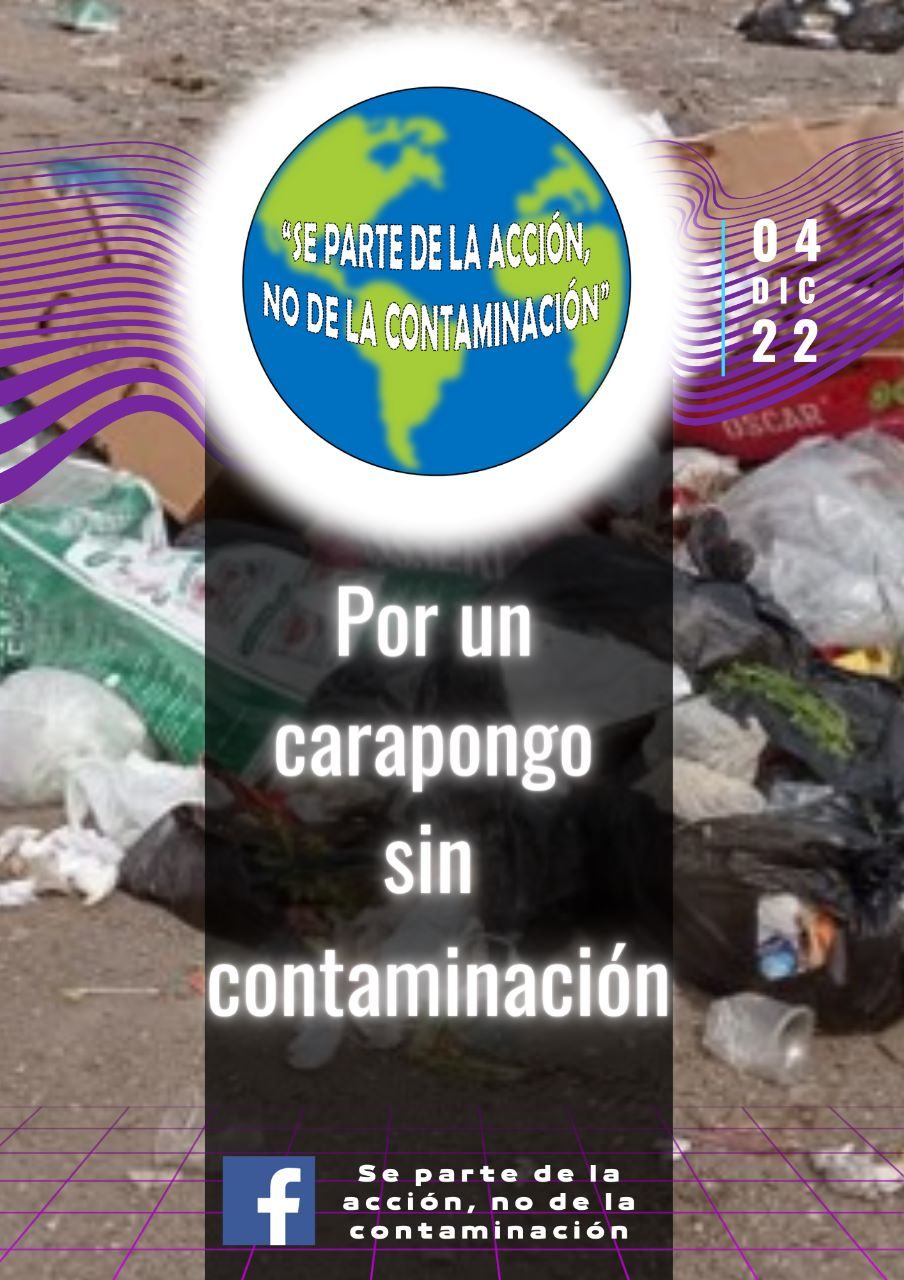 “SE PARTE DE LA ACCIÓN,
NO DE LA CONTAMINACIÓN”
04
DIC
22
OSCAR
Por un
carapongo
sin
contaminación
f
Se parte de la
acción, no de la
contaminación